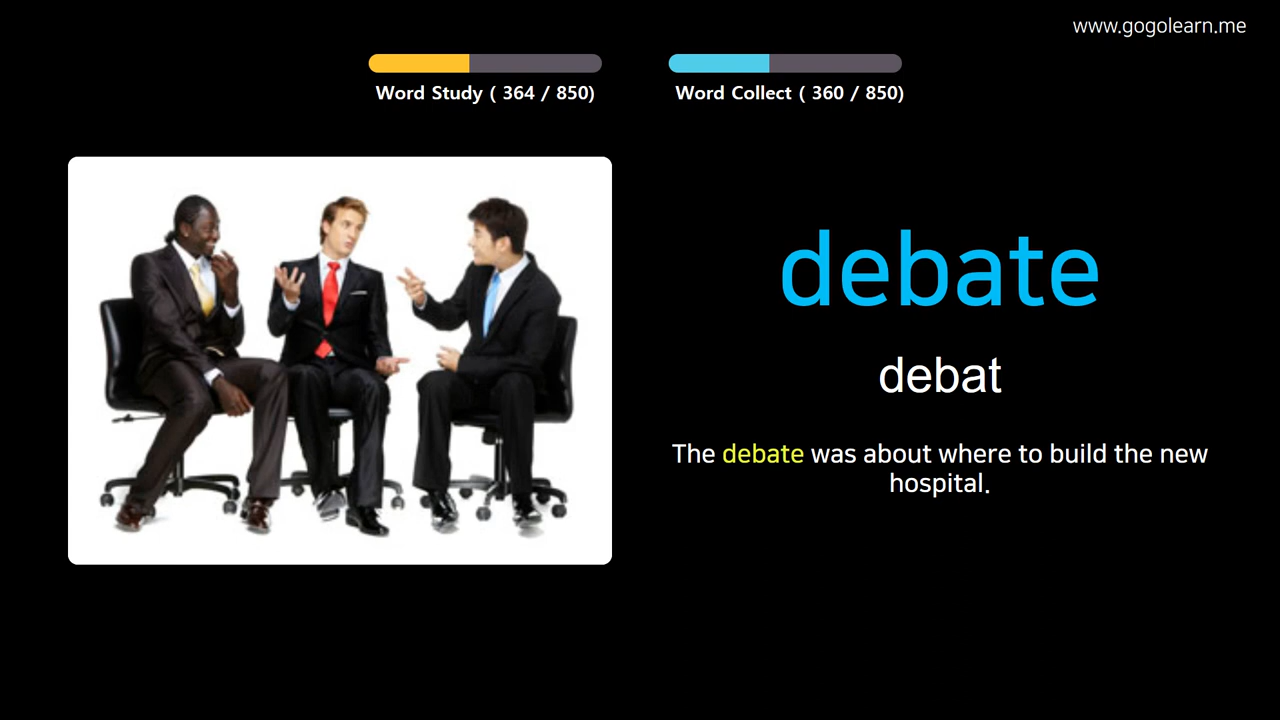 www.gogolearn.me
Word Study ( 364 / 850)
Word Collect ( 360 / 850)
debate
debat
The debate was about where to build the new
hospital.